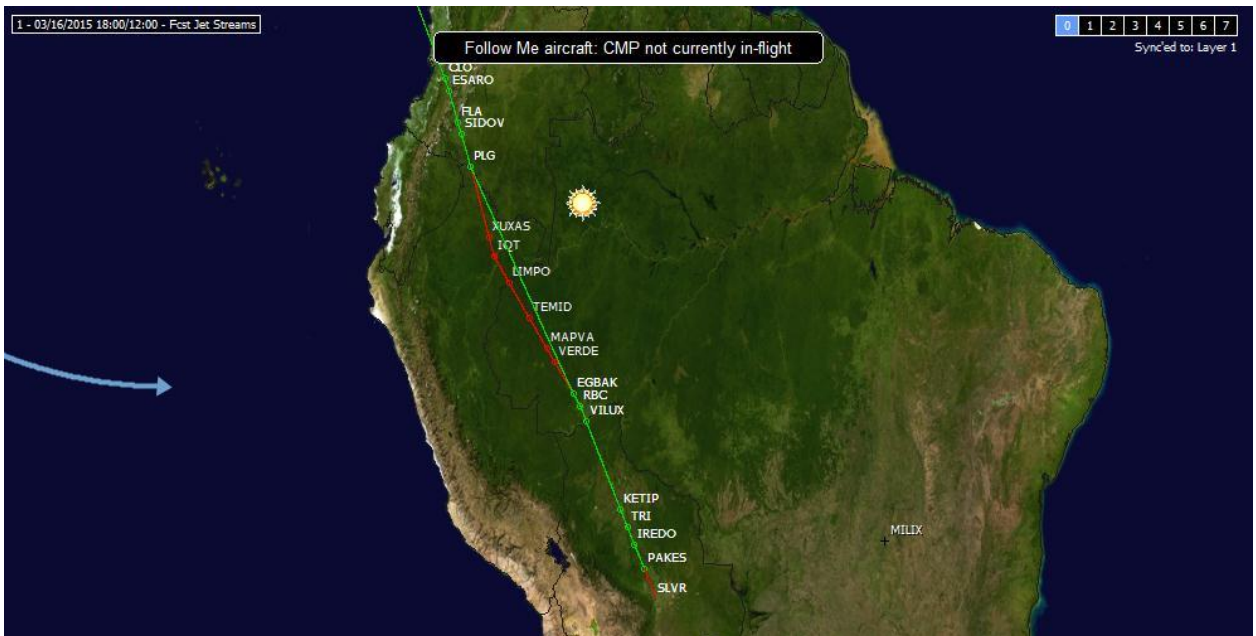 1 - 03/16/2015 18:00/12:00 - Fcst Jet Streams
0 1 2 3 4 5 6 7
Sync'ed to: Layer 1
Follow Me aircraft: CMP not currently in-flight
CLO
ESARO
FLA
SIDOV
PLG
XUXAS
IQT
LIMPO
TEMID
MAPVA
VERDE
EGBAK
RBC
VILUX
KETIP
TRI
IREDO
MILIX
PAKES
SLVR